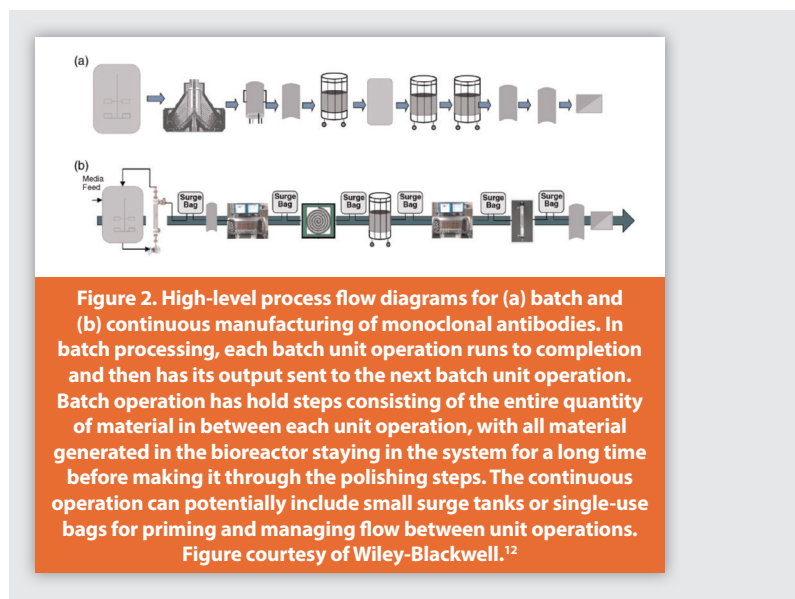 (a)
(b)
Media
Feed
Surge
Bag
Surge
Bag
Surge
Bag
Surge
Bag
Surge
Bag
Surge
Bag
Figure 2. High-level process flow diagrams for (a) batch and
(b) continuous manufacturing of monoclonal antibodies. In
batch processing, each batch unit operation runs to completion
and then has its output sent to the next batch unit operation.
Batch operation has hold steps consisting of the entire quantity
of material in between each unit operation, with all material
generated in the bioreactor staying in the system for a long time
before making it through the polishing steps. The continuous
operation can potentially include small surge tanks or single-use
bags for priming and managing flow between unit operations.
Figure courtesy of Wiley-Blackwell.¹²